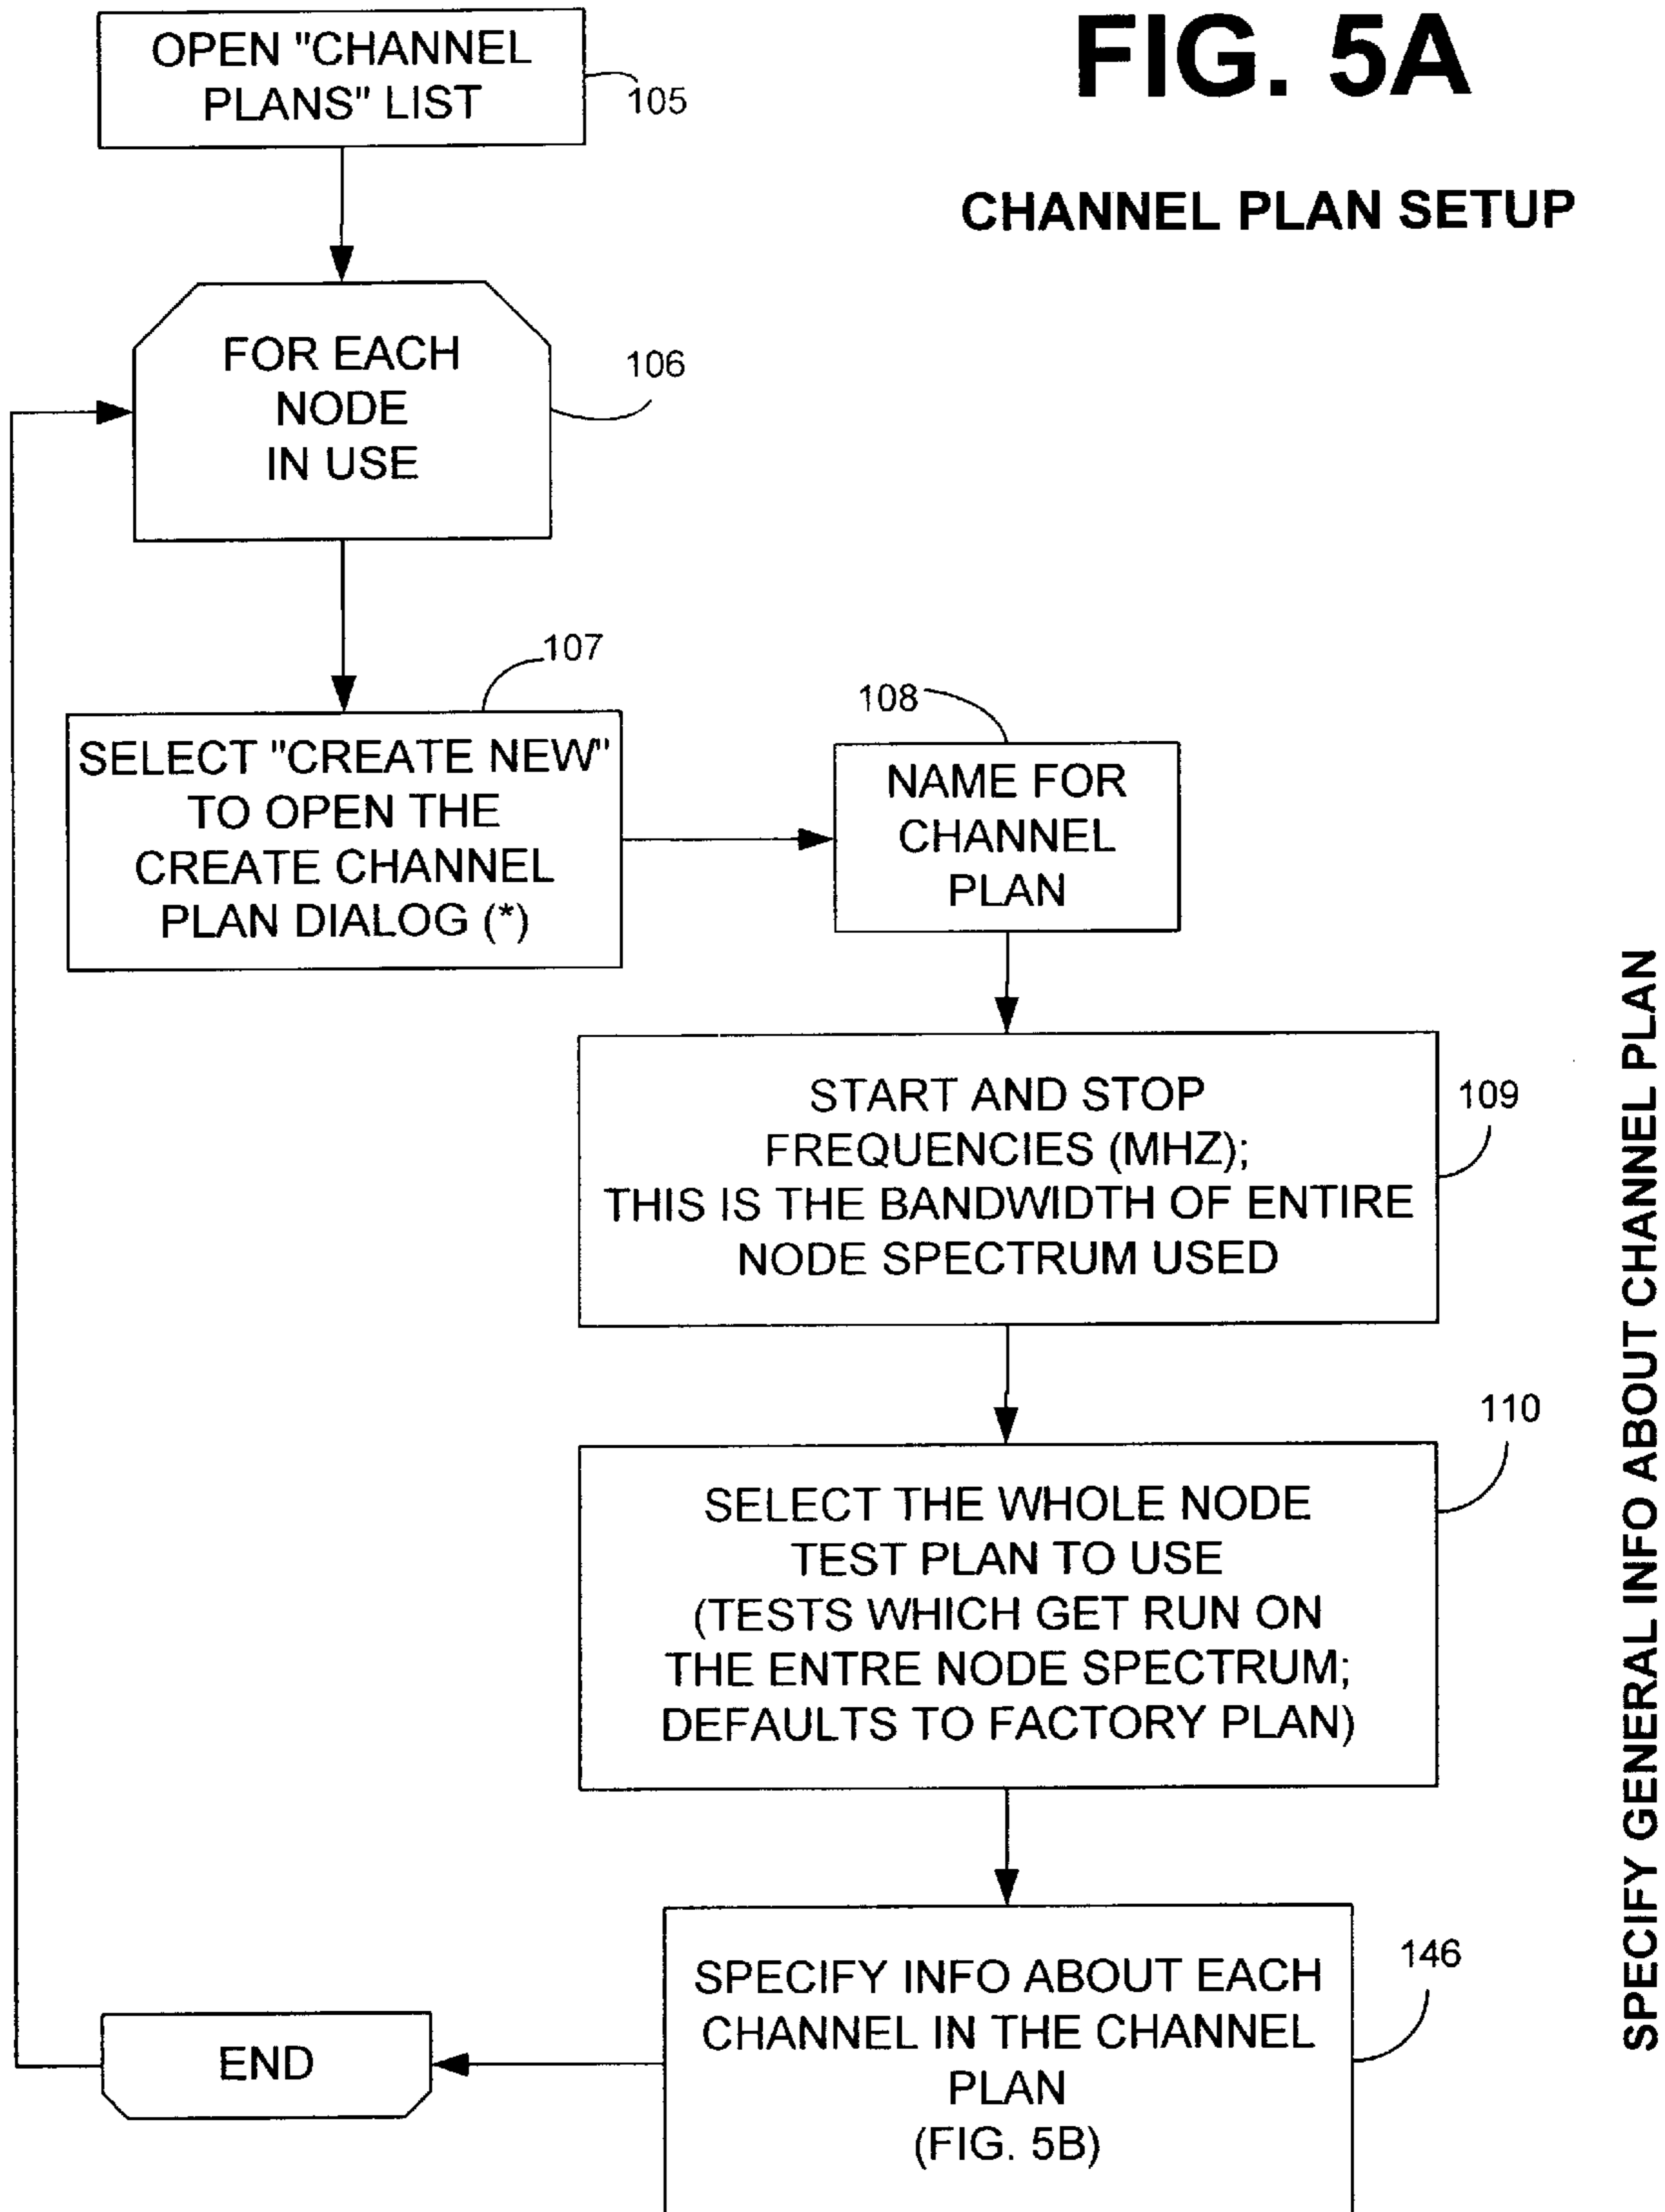 FIG. 5A
CHANNEL PLAN SETUP
OPEN "CHANNEL
PLANS" LIST
105
FOR EACH
NODE
IN USE
106
107
SELECT "CREATE NEW"
TO OPEN THE
CREATE CHANNEL
PLAN DIALOG (*)
108
NAME FOR
CHANNEL
PLAN
START AND STOP
FREQUENCIES (MHZ);
THIS IS THE BANDWIDTH OF ENTIRE
NODE SPECTRUM USED
109
SELECT THE WHOLE NODE
TEST PLAN TO USE
(TESTS WHICH GET RUN ON
THE ENTRE NODE SPECTRUM;
DEFAULTS TO FACTORY PLAN)
110
SPECIFY INFO ABOUT EACH
CHANNEL IN THE CHANNEL
PLAN
(FIG. 5B)
146
END
SPECIFY GENERAL INFO ABOUT CHANNEL PLAN